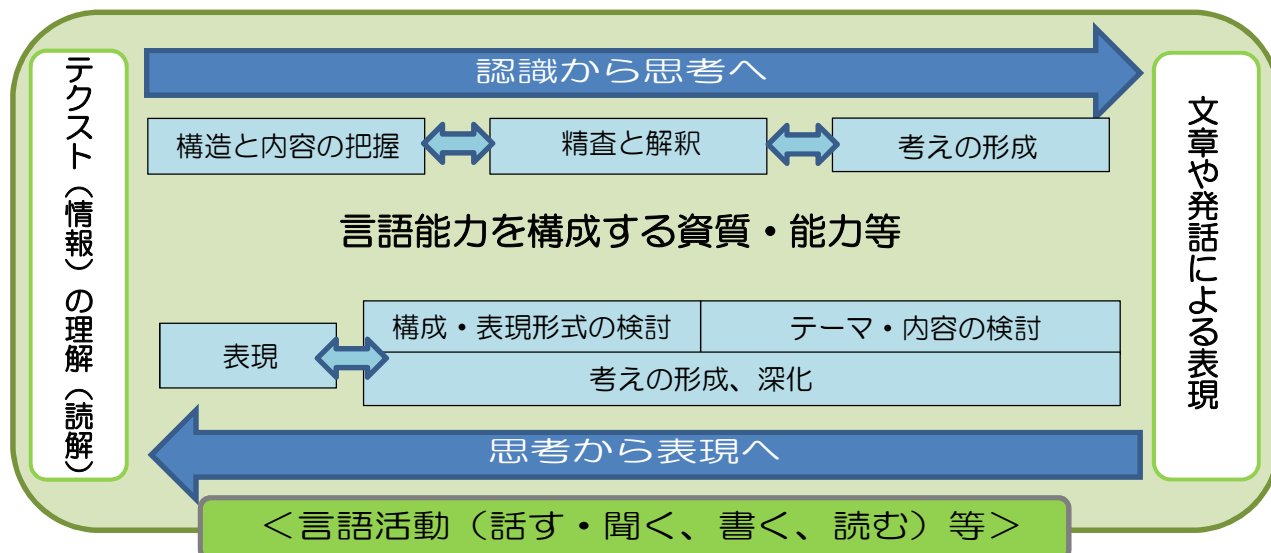 テクスト（情報）の理解（読解）
認識から思考へ
構造と内容の把握
精査と解釈
考えの形成
文章や発話による表現
言語能力を構成する資質・能力等
表現
構成・表現形式の検討
テーマ・内容の検討
考えの形成、深化
思考から表現へ
＜言語活動（話す・聞く、書く、読む）等＞